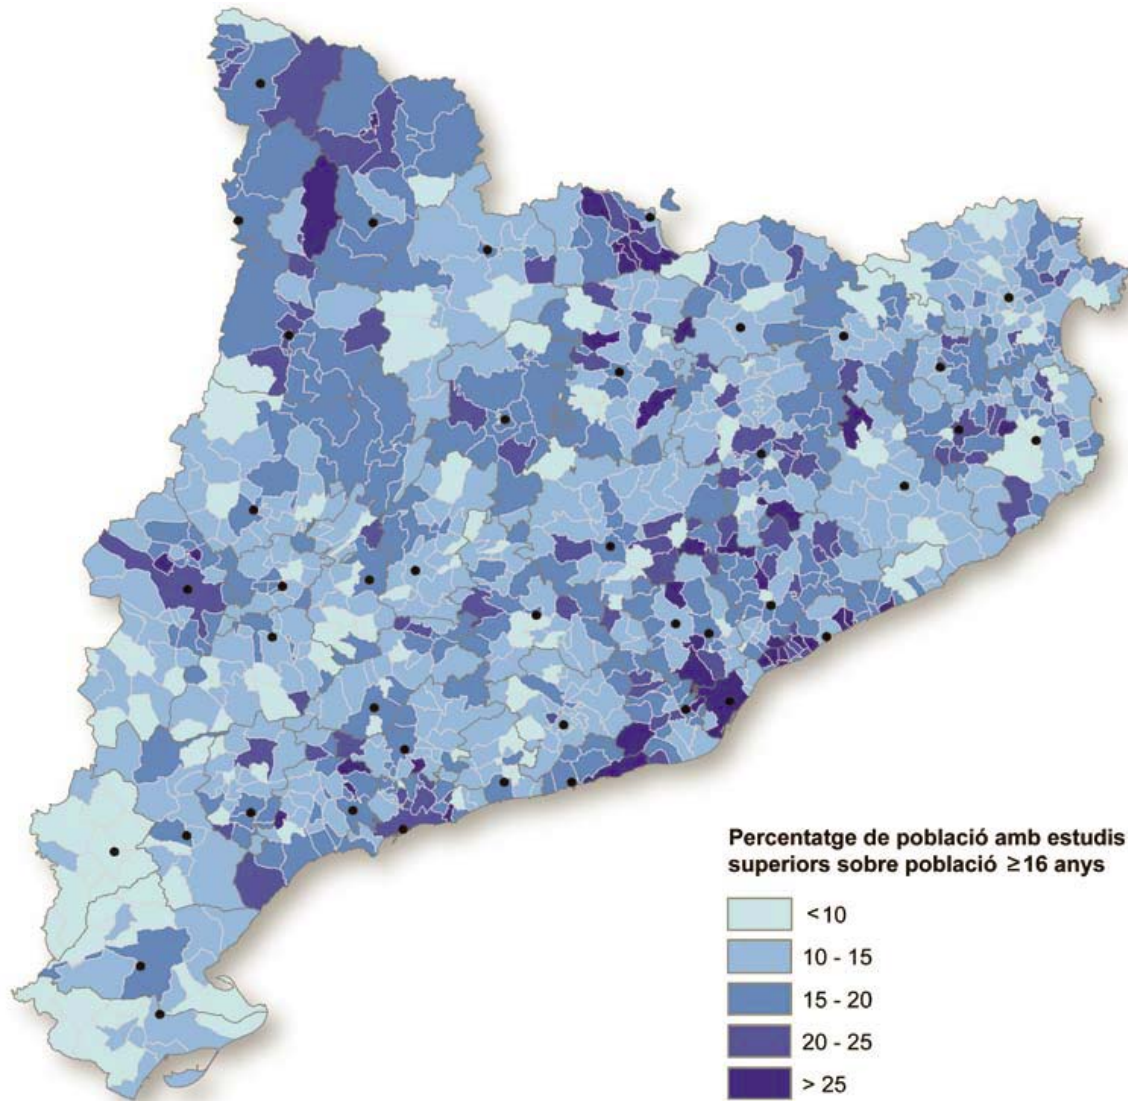 Percentatge de població amb estudis
superiors sobre població ≥16 anys
<10
10 - 15
15 - 20
20 - 25
> 25